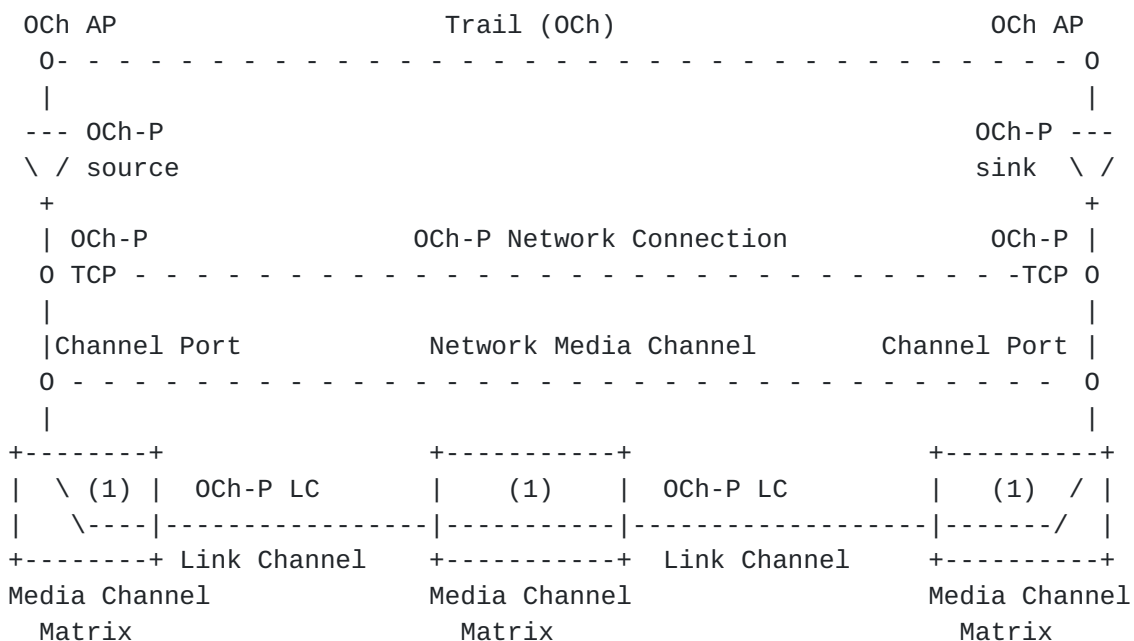 OCh AP                     Trail (OCh)                        OCh AP
  O- - - - - - - - - - - - - - - - - - - - - - - - - - - - - - - - - O
  |                                                                   |
 --- OCh-P                                                    OCh-P ---
 \ / source                                                   sink  \ /
  +                                                                   +
  | OCh-P                 OCh-P Network Connection             OCh-P |
  O TCP - - - - - - - - - - - - - - - - - - - - - - - - - - - - -TCP O
  |                                                                   |
  |Channel Port            Network Media Channel        Channel Port |
  O - - - - - - - - - - - - - - - - - - - - - - - - - - - - - - - -  O
  |                                                                   |
+--------+                 +-----------+                   +----------+
|  \ (1) |  OCh-P LC       |    (1)    |  OCh-P LC         |   (1)  / |
|   \----|-----------------|-----------|-------------------|-------/  |
+--------+ Link Channel    +-----------+  Link Channel     +----------+
Media Channel              Media Channel                   Media Channel
  Matrix                     Matrix                          Matrix